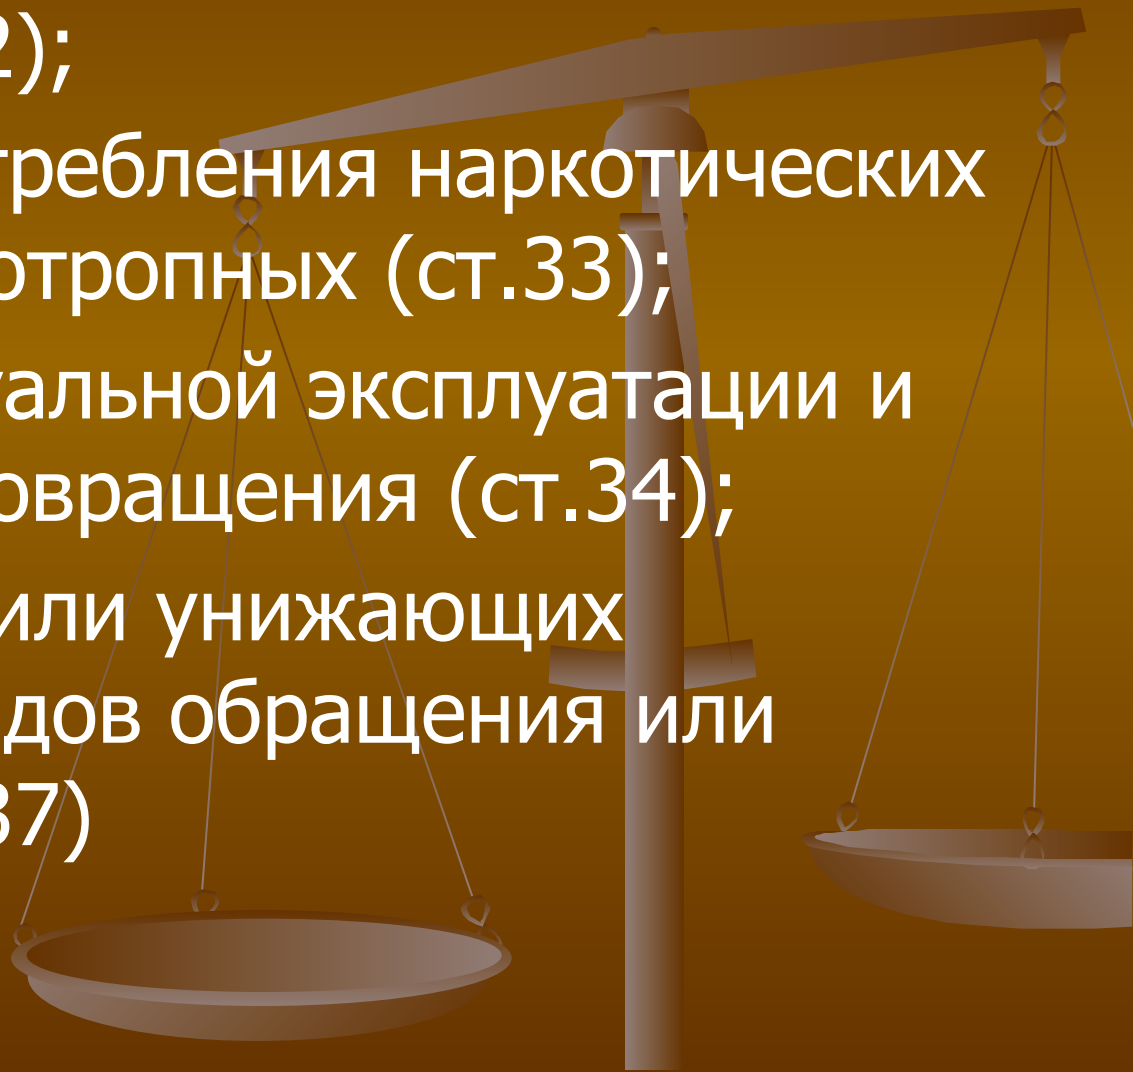 2);
требления наркотических
отропных (ст.33);
уальной эксплуатации и
овращения (ст.34);
или унижающих
дов обращения или
37)